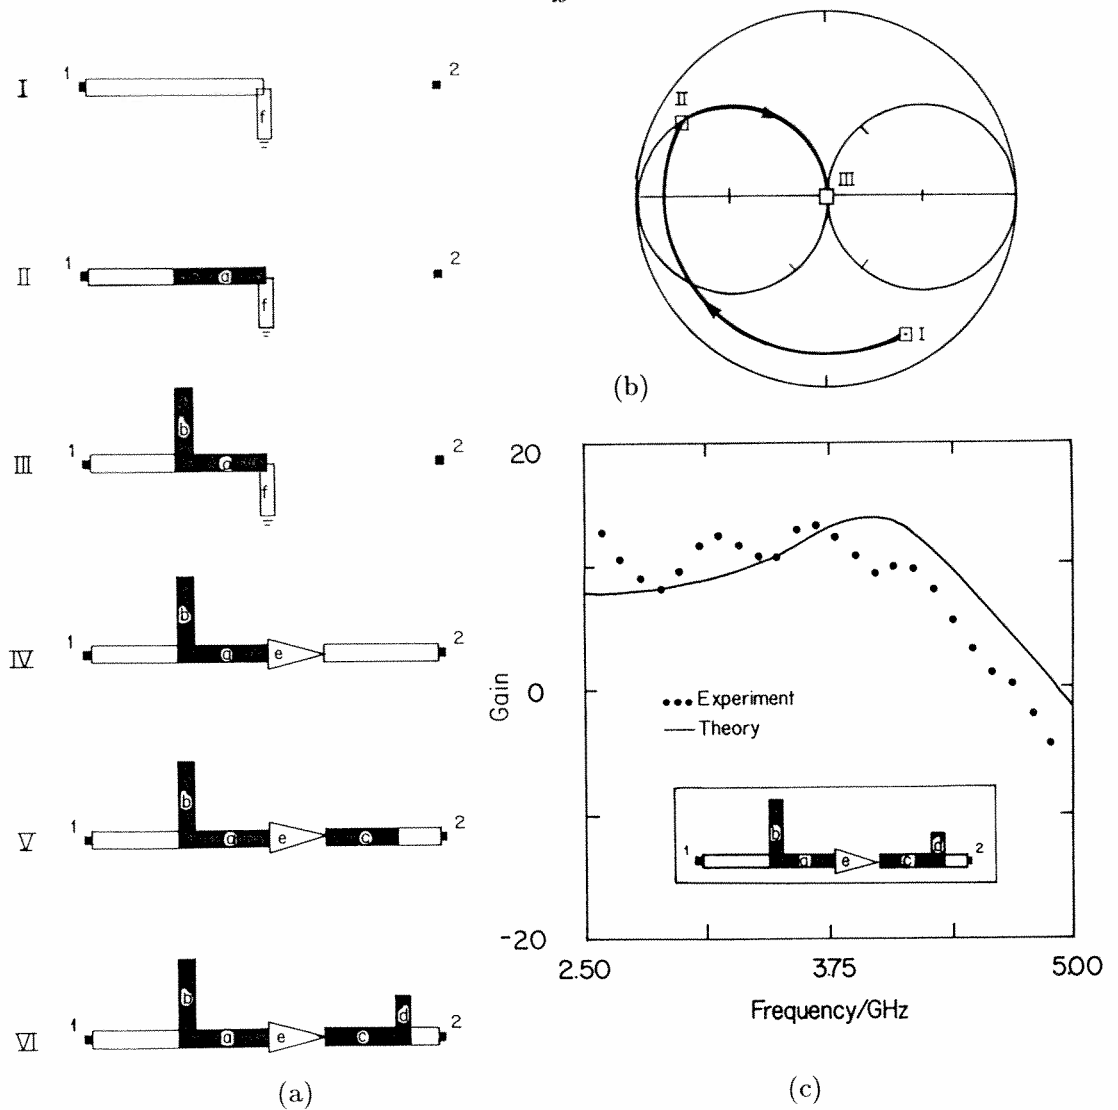 I
1
2
f
II
1
2
a
f
III
1
2
b
a
f
IV
1
2
b
a
e
V
1
2
b
a
e
c
VI
1
2
b
a
e
c
d
(a)
II
III
I
(b)
20
0
-20
Gain
Experiment
Theory
1
2
b
a
e
c
d
2.50
3.75
5.00
Frequency/GHz
(c)